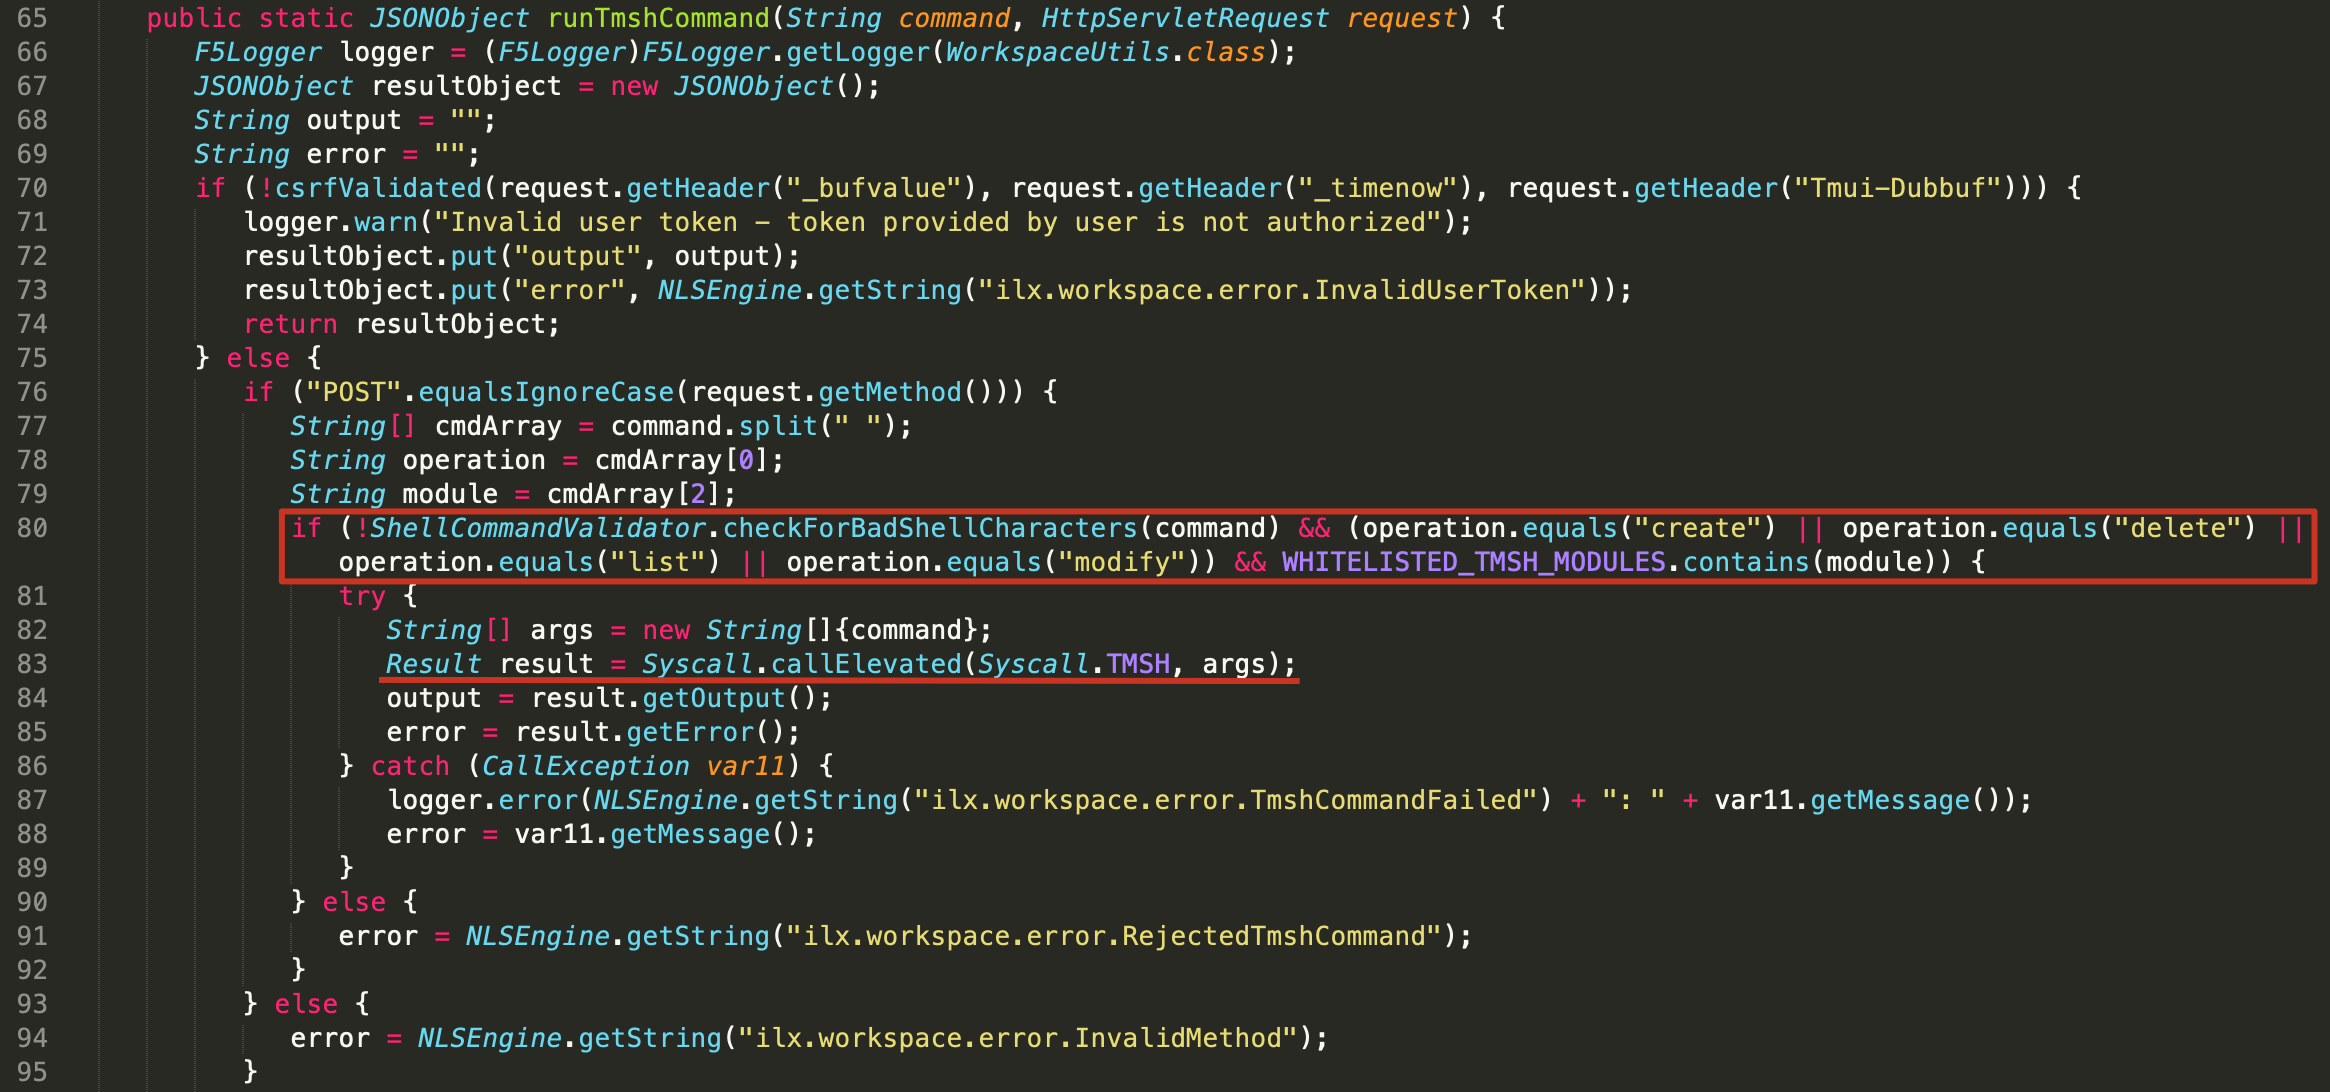 65 public static JSONObject runTmshCommand(String command, HttpServletRequest request) {
66 F5Logger logger = (F5Logger)F5Logger.getLogger(WorkspaceUtils.class);
67 JSONObject resultObject = new JSONObject();
68 String output = "";
69 String error = "";
70 if (!csrfValidated(request.getHeader("_bufvalue"), request.getHeader("_timenow"), request.getHeader("Tmui-Dubbuf"))) {
71 logger.warn("Invalid user token - token provided by user is not authorized");
72 resultObject.put("output", output);
73 resultObject.put("error", NLSEngine.getString("ilx.workspace.error.InvalidUserToken"));
74 return resultObject;
75 } else {
76 if ("POST".equalsIgnoreCase(request.getMethod())) {
77 String[] cmdArray = command.split(" ");
78 String operation = cmdArray[0];
79 String module = cmdArray[2];
80 if (!ShellCommandValidator.checkForBadShellCharacters(command) && (operation.equals("create") || operation.equals("delete") ||
operation.equals("list") || operation.equals("modify")) && WHITELISTED_TMSH_MODULES.contains(module)) {
81 try {
82 String[] args = new String[]{command};
83 Result result = Syscall.callElevated(Syscall.TMSH, args);
84 output = result.getOutput();
85 error = result.getError();
86 } catch (CallException var11) {
87 logger.error(NLSEngine.getString("ilx.workspace.error.TmshCommandFailed") + ": " + var11.getMessage());
88 error = var11.getMessage();
89 }
90 } else {
91 error = NLSEngine.getString("ilx.workspace.error.RejectedTmshCommand");
92 }
93 } else {
94 error = NLSEngine.getString("ilx.workspace.error.InvalidMethod");
95 }